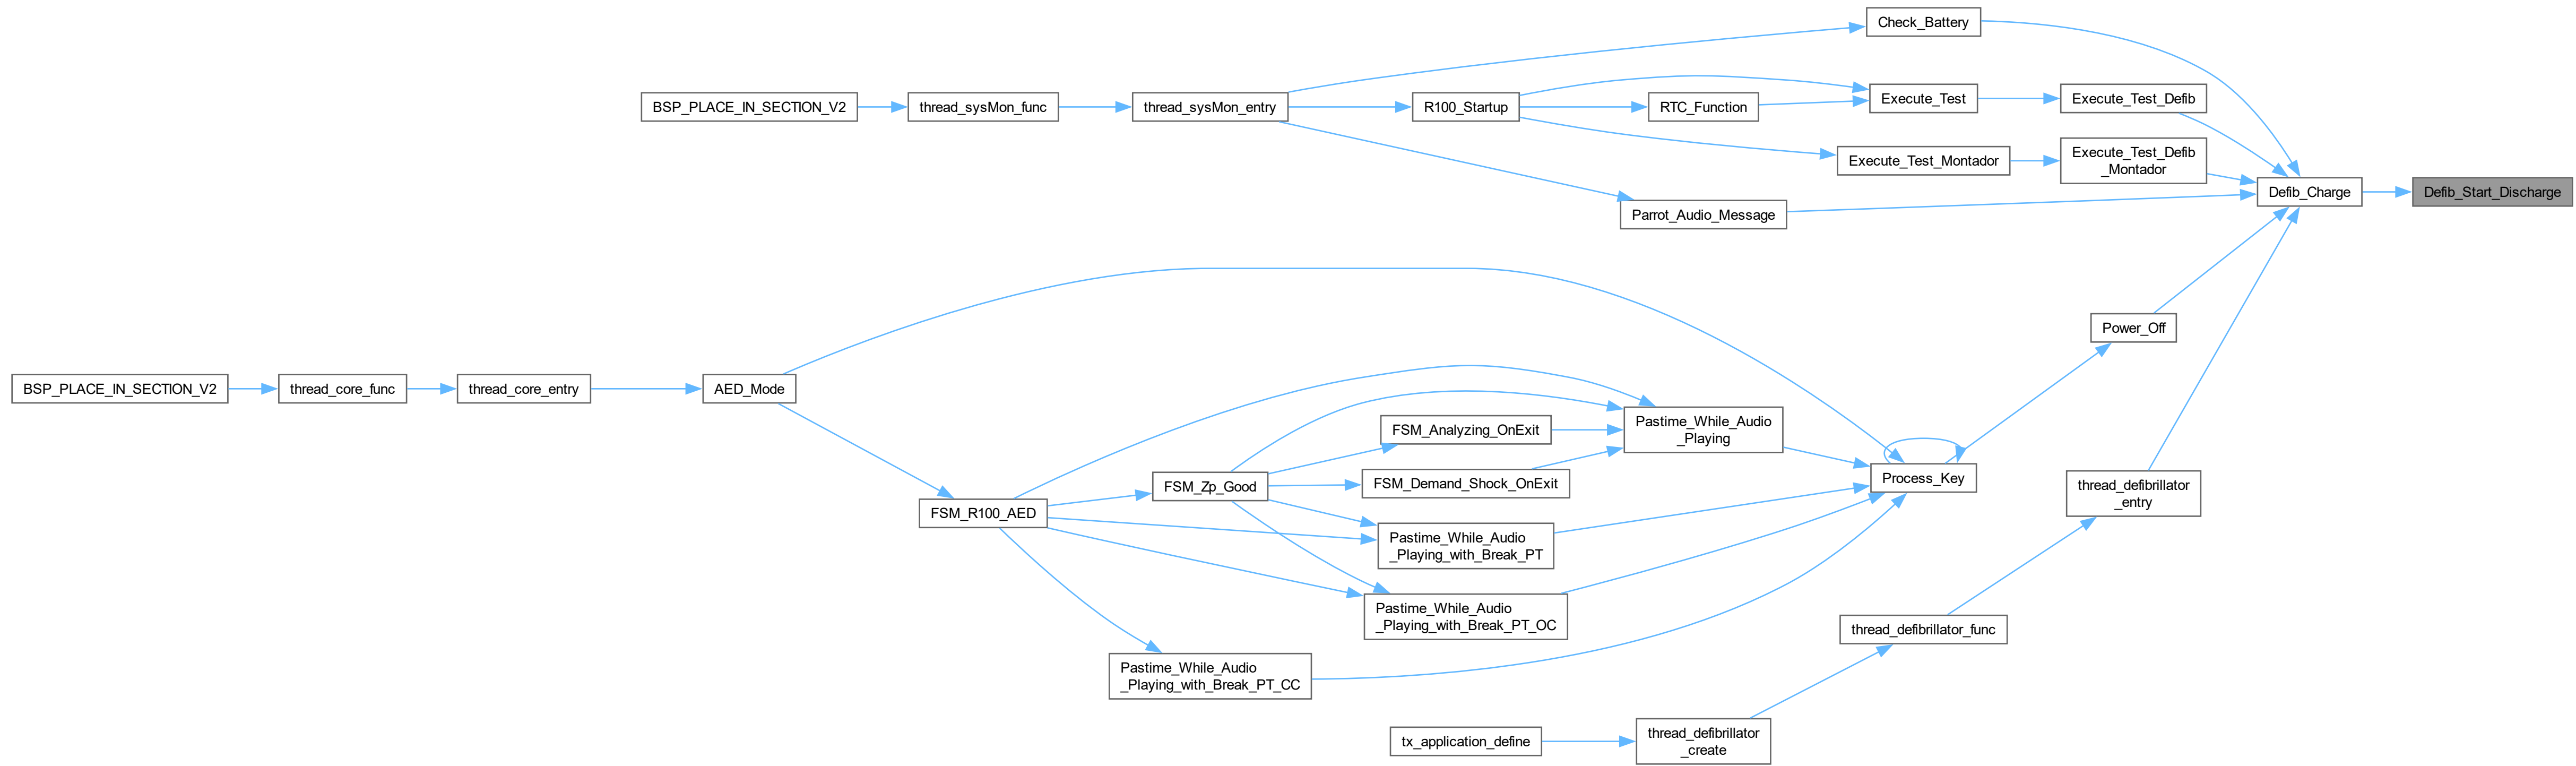 Check_Battery
BSP_PLACE_IN_SECTION_V2
thread_sysMon_func
thread_sysMon_entry
R100_Startup
RTC_Function
Execute_Test
Execute_Test_Defib
Execute_Test_Montador
Execute_Test_Defib
_Montador
Defib_Charge
Defib_Start_Discharge
Parrot_Audio_Message
Power_Off
BSP_PLACE_IN_SECTION_V2
thread_core_func
thread_core_entry
AED_Mode
FSM_Analyzing_OnExit
Pastime_While_Audio
_Playing
FSM_Zp_Good
FSM_Demand_Shock_OnExit
Process_Key
thread_defibrillator
_entry
FSM_R100_AED
Pastime_While_Audio
_Playing_with_Break_PT
Pastime_While_Audio
_Playing_with_Break_PT_OC
thread_defibrillator_func
Pastime_While_Audio
_Playing_with_Break_PT_CC
tx_application_define
thread_defibrillator
_create